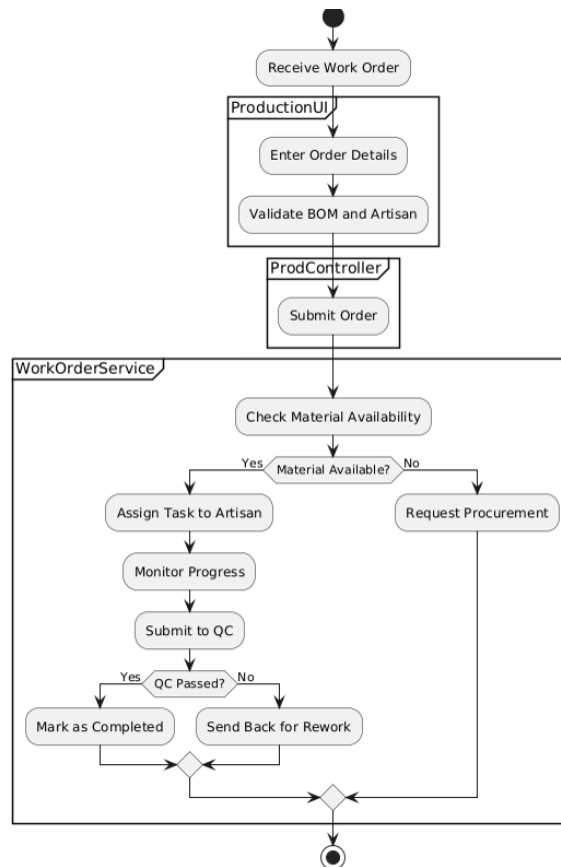 Receive Work Order
ProductionUI
Enter Order Details
Validate BOM and Artisan
ProdController
Submit Order
WorkOrderService
Check Material Availability
Yes
Material Available?
No
Assign Task to Artisan
Request Procurement
Monitor Progress
Submit to QC
Yes
QC Passed?
No
Mark as Completed
Send Back for Rework